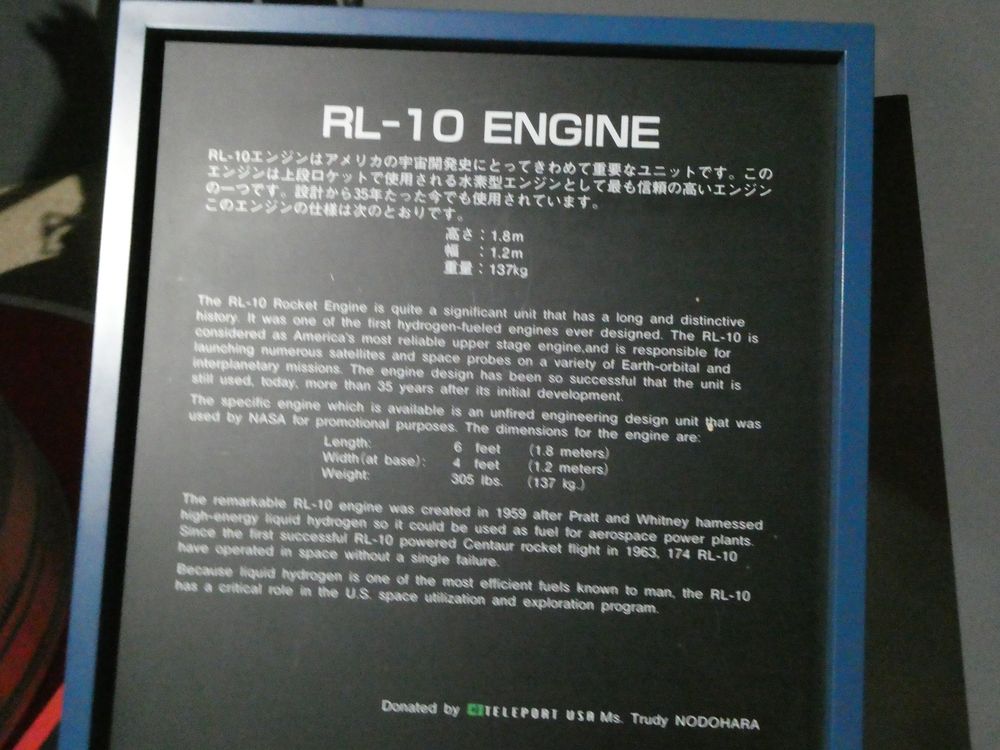 RL-10 ENGINE
RL-10エンジンはアメリカの宇宙開発史にとってきわめて重要なユニットです。この
エンジンは上段ロケットで使用される水素型エンジンとして最も信頼の高いエンジン
の一つです。設計から35年たった今でも使用されています。
このエンジンの仕様は次のとおりです。
高さ：1.8m
幅　：1.2m
重量：137kg
The RL-10 Rocket Engine is quite a significant unit that has a long and distinctive
history. It was one of the first hydrogen-fueled engines ever designed. The RL-10 is
considered as America's most reliable upper stage engine,and is responsible for
launching numerous satellites and space probes on a variety of Earth-orbital and
interplanetary missions. The engine design has been so successful that the unit is
still used, today, more than 35 years after its initial development.
The specific engine which is available is an unfired engineering design unit that was
used by NASA for promotional purposes. The dimensions for the engine are:
Length: 6 feet (1.8 meters)
Width(at base): 4 feet (1.2 meters)
Weight: 305 lbs. (137 kg.)
The remarkable RL-10 engine was created in 1959 after Pratt and Whitney harnessed
high-energy liquid hydrogen so it could be used as fuel for aerospace power plants.
Since the first successful RL-10 powered Centaur rocket flight in 1963, 174 RL-10
have operated in space without a single failure.
Because liquid hydrogen is one of the most efficient fuels known to man, the RL-10
has a critical role in the U.S. space utilization and exploration program.
Donated by TELEPORT USA Ms. Trudy NODOHARA